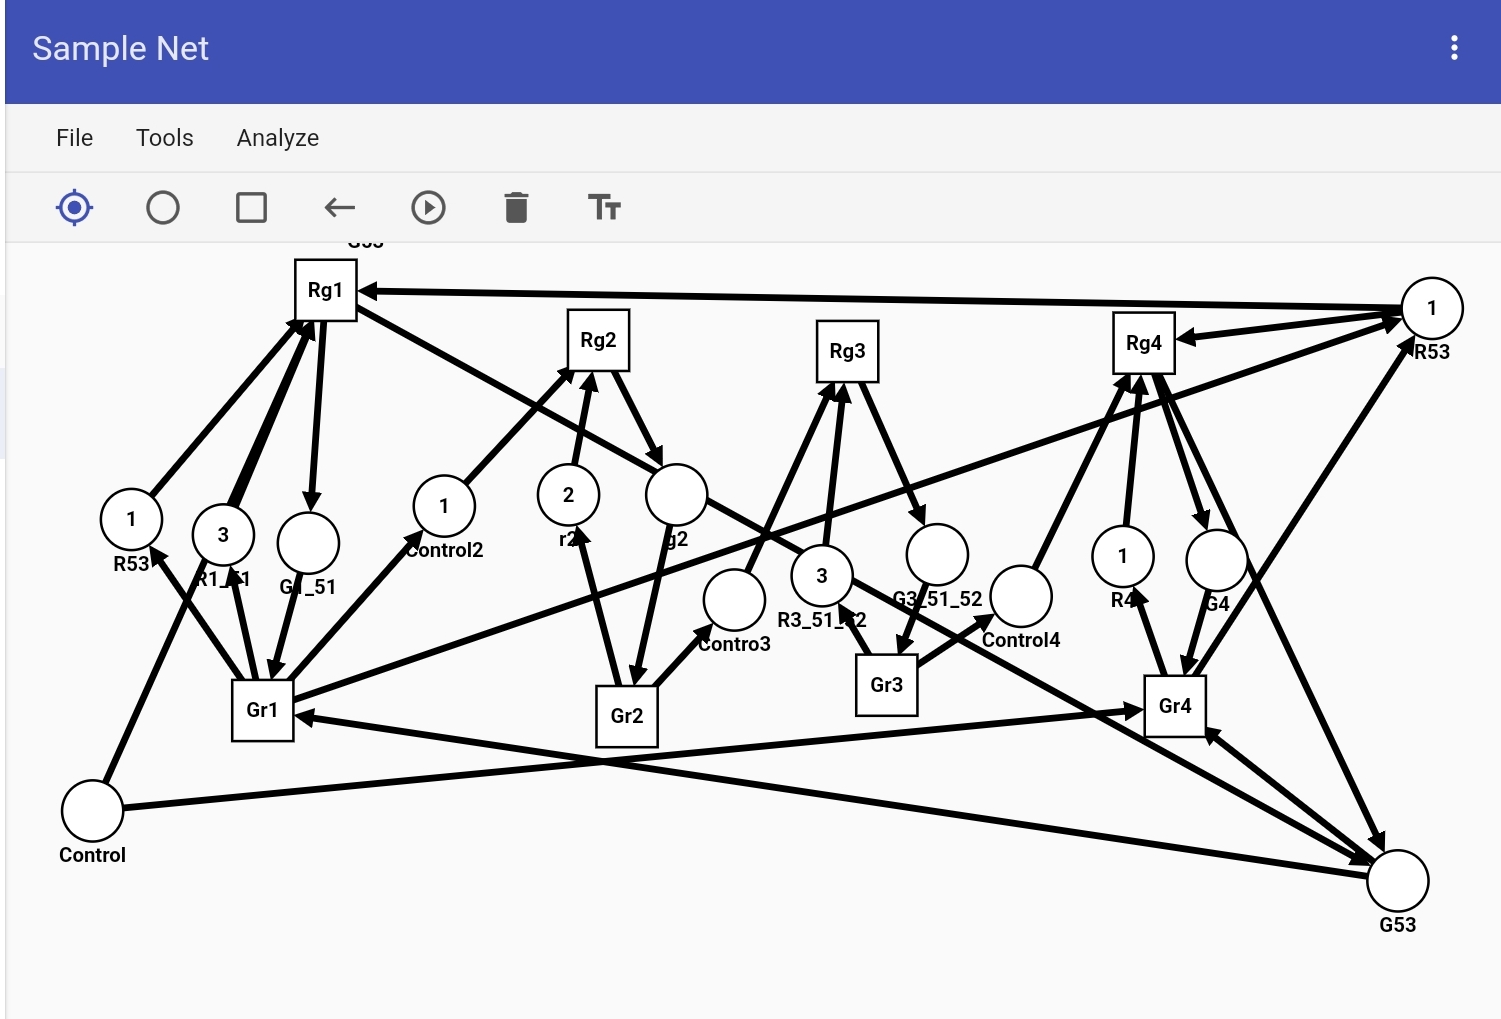 Sample Net
File Tools Analyze
G53
Rg1
1
R53
Rg2
Rg3
Rg4
1
R53
3
R1_51
G1_51
1
Control2
2
r2
g2
3
R3_51_52
G3_51_52
Contro3
Control4
1
R4
G4
Gr1
Gr2
Gr3
Gr4
Control
G53